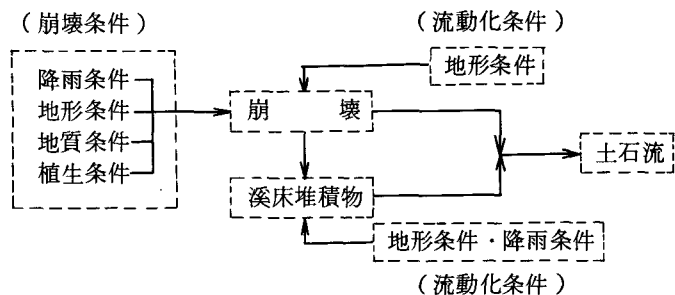 （崩壊条件）
（流動化条件）
降雨条件
地形条件
地質条件
植生条件
地形条件
崩 壊
溪床堆積物
土石流
地形条件・降雨条件
（流動化条件）